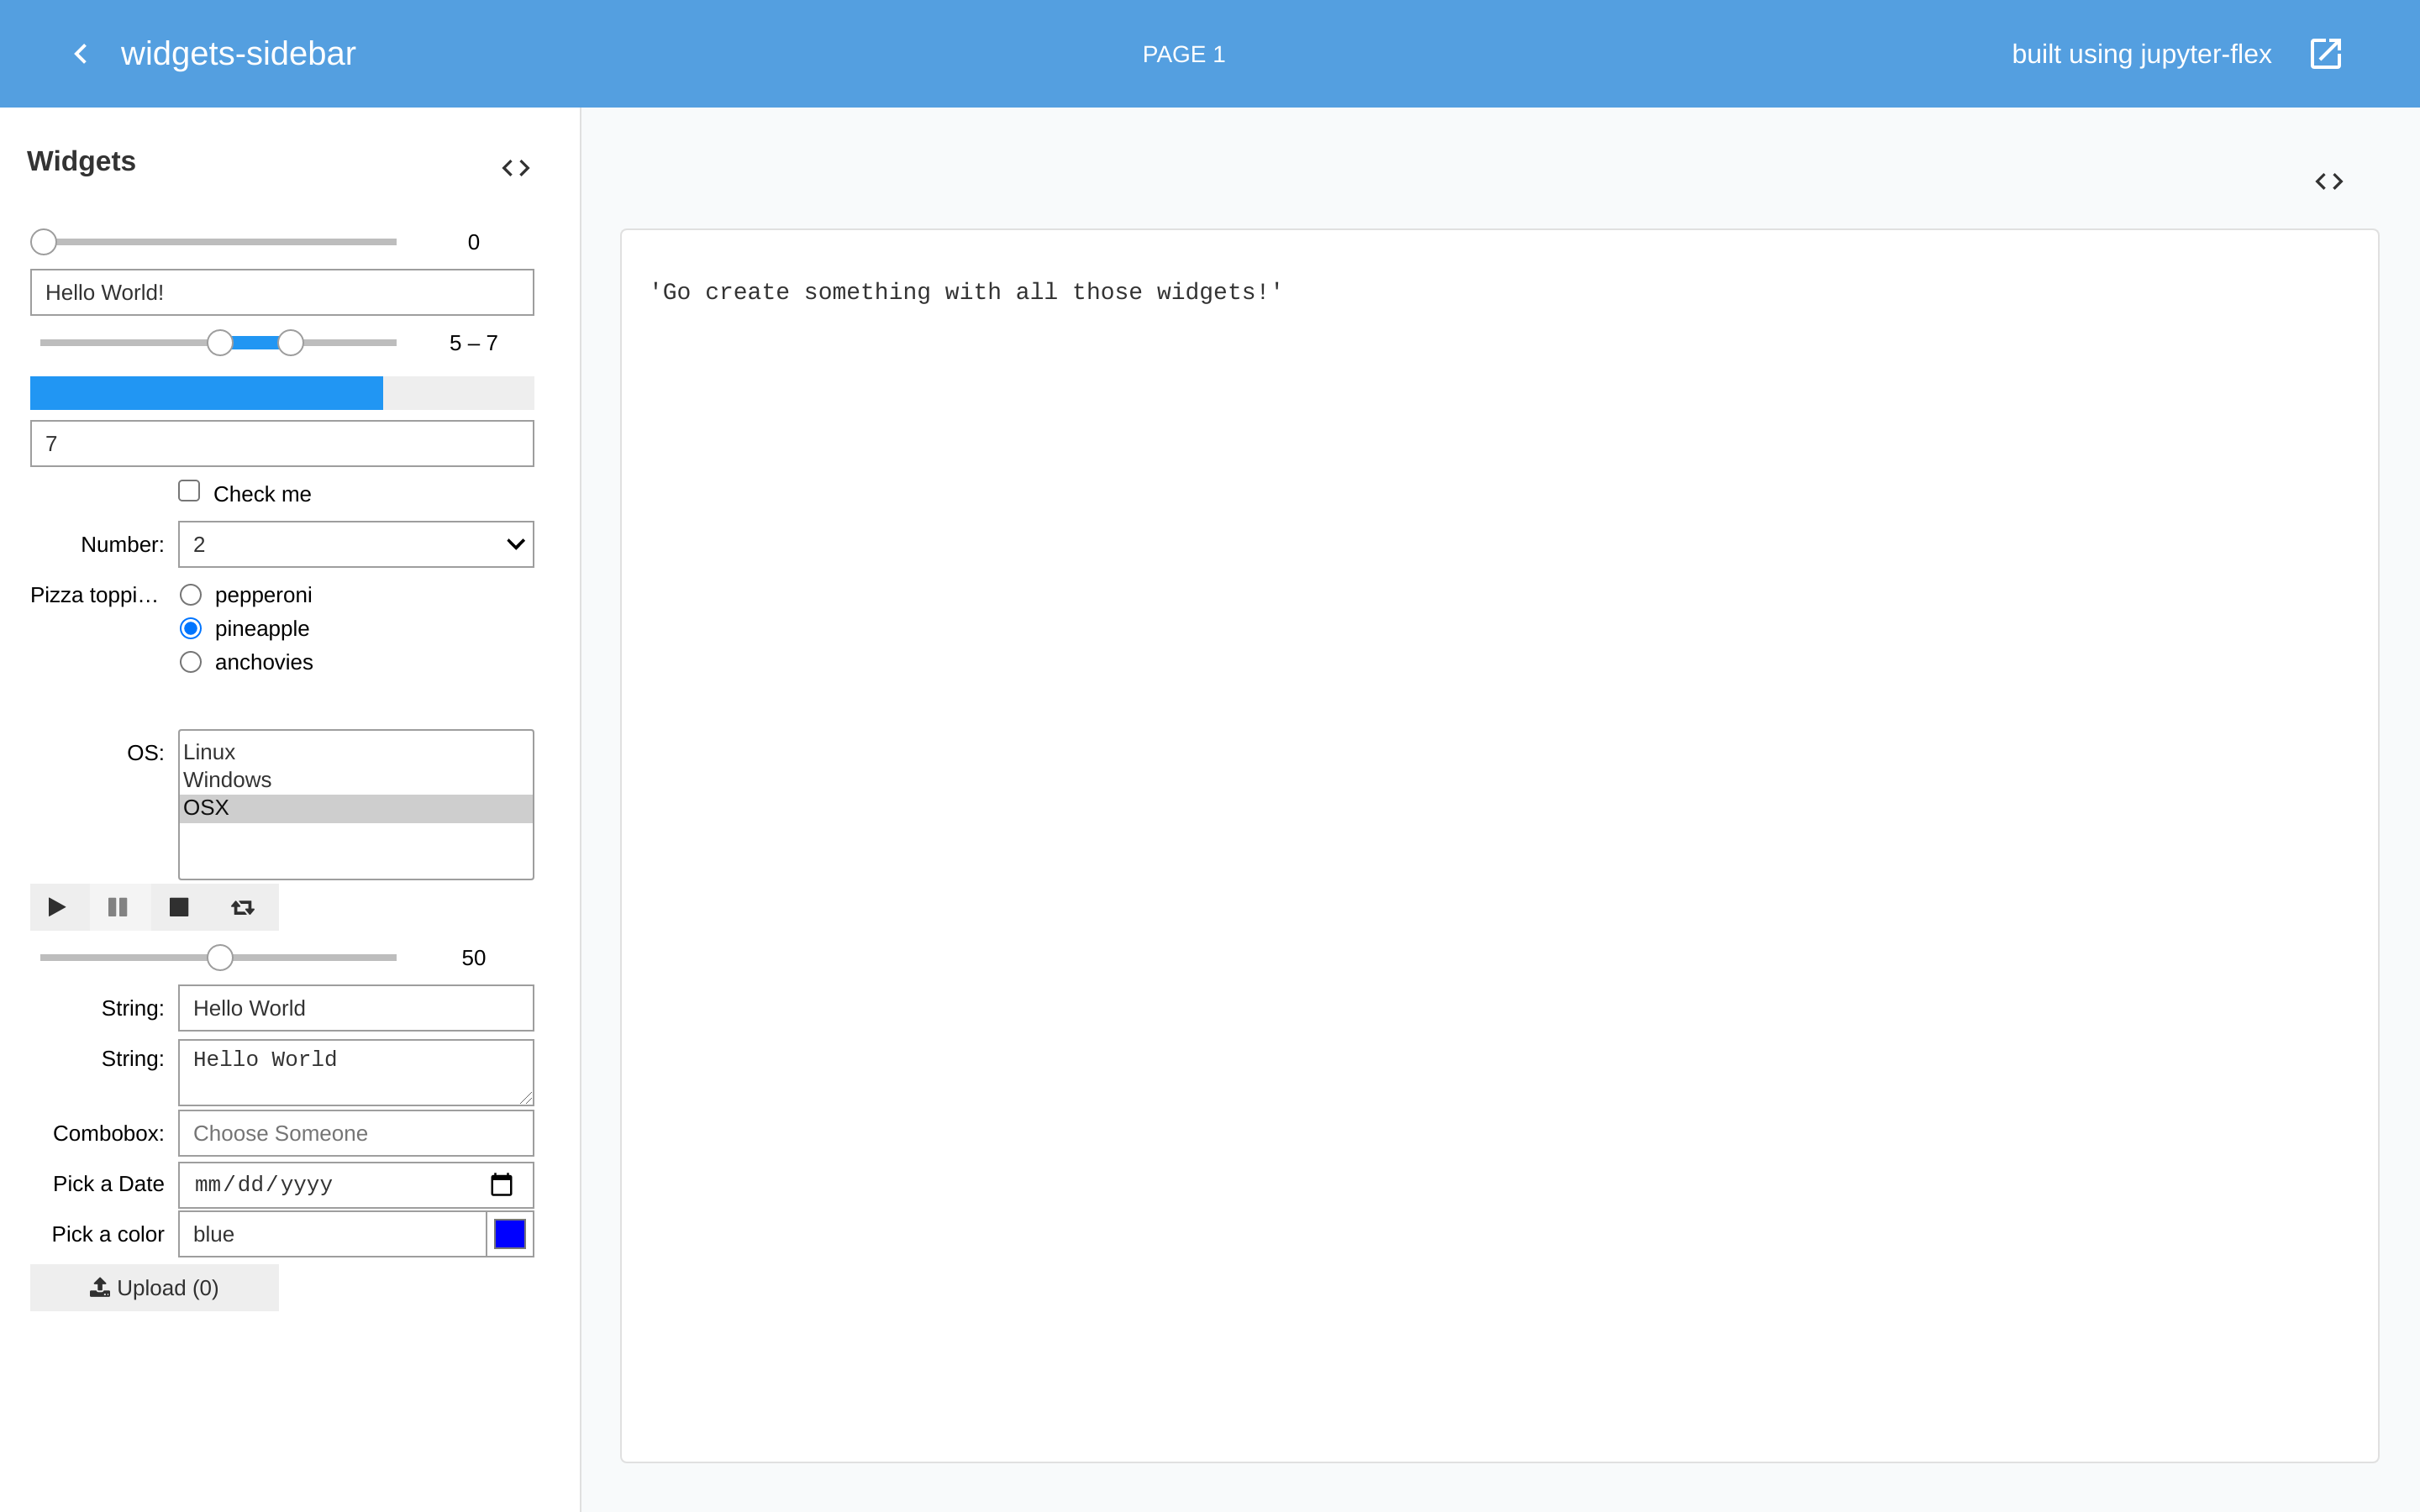 widgets-sidebar
PAGE 1
built using jupyter-flex
Widgets
0
Hello World!
5 – 7
7
Check me
Number: 2
Pizza toppi… pepperoni
pineapple
anchovies
OS: Linux
Windows
OSX
50
String: Hello World
String: Hello World
Combobox: Choose Someone
Pick a Date mm/dd/yyyy
Pick a color blue
Upload (0)
'Go create something with all those widgets!'